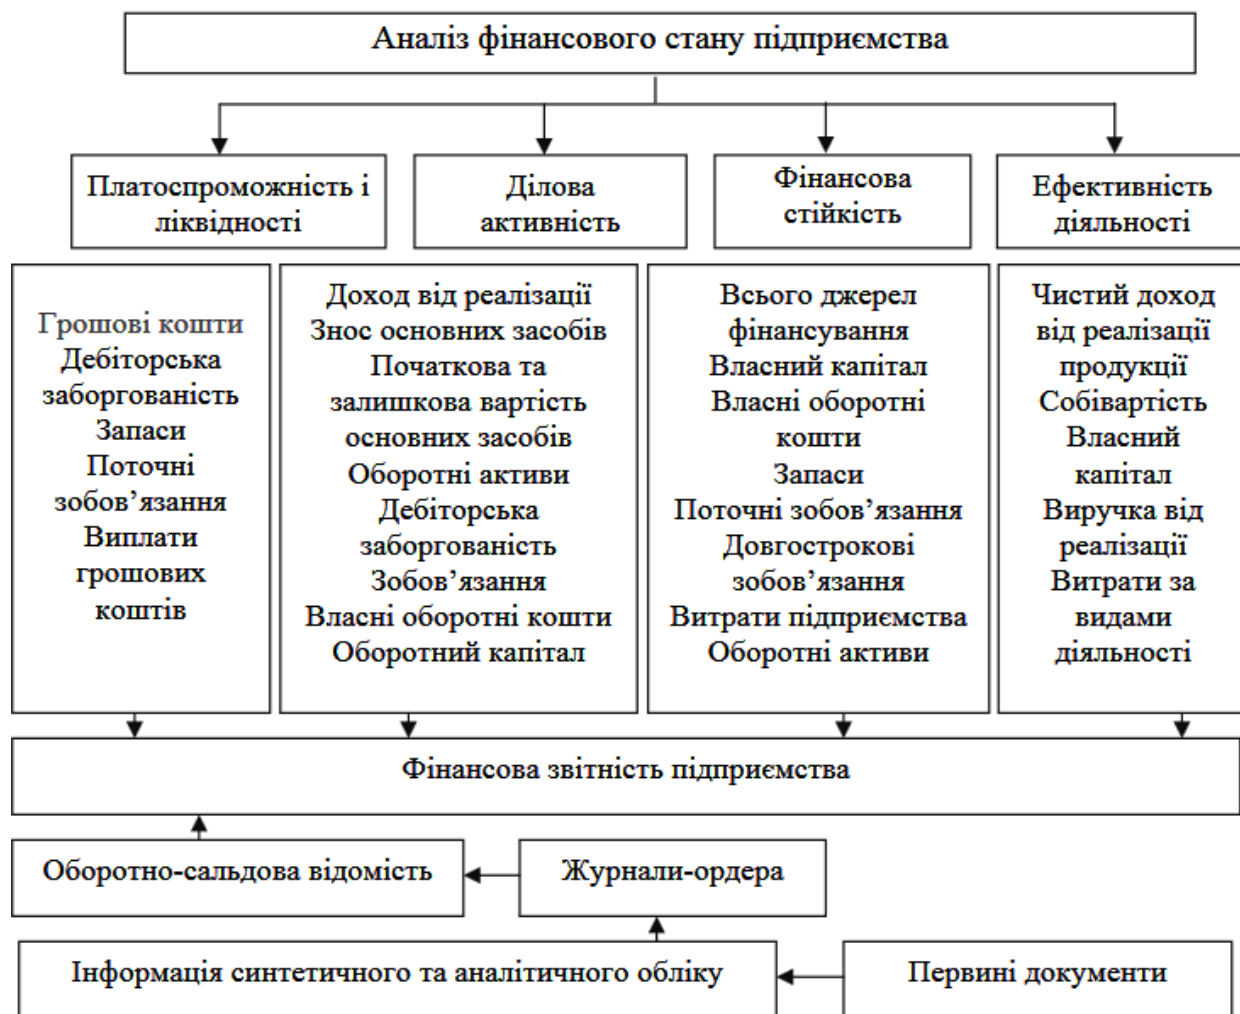 Аналіз фінансового стану підприємства
Платоспроможність і
ліквідності
Ділова
активність
Фінансова
стійкість
Ефективність
діяльності
Грошові кошти
Дебіторська
заборгованість
Запаси
Поточні
зобов’язання
Виплати
грошових
коштів
Доход від реалізації
Знос основних засобів
Початкова та
залишкова вартість
основних засобів
Оборотні активи
Дебіторська
заборгованість
Зобов’язання
Власні оборотні кошти
Оборотний капітал
Всього джерел
фінансування
Власний капітал
Власні оборотні
кошти
Запаси
Поточні зобов’язання
Довгострокові
зобов’язання
Витрати підприємства
Оборотні активи
Чистий доход
від реалізації
продукції
Собівартість
Власний
капітал
Виручка від
реалізації
Витрати за
видами
діяльності
Фінансова звітність підприємства
Оборотно-сальдова відомість
Журнали-ордера
Інформація синтетичного та аналітичного обліку
Первині документи